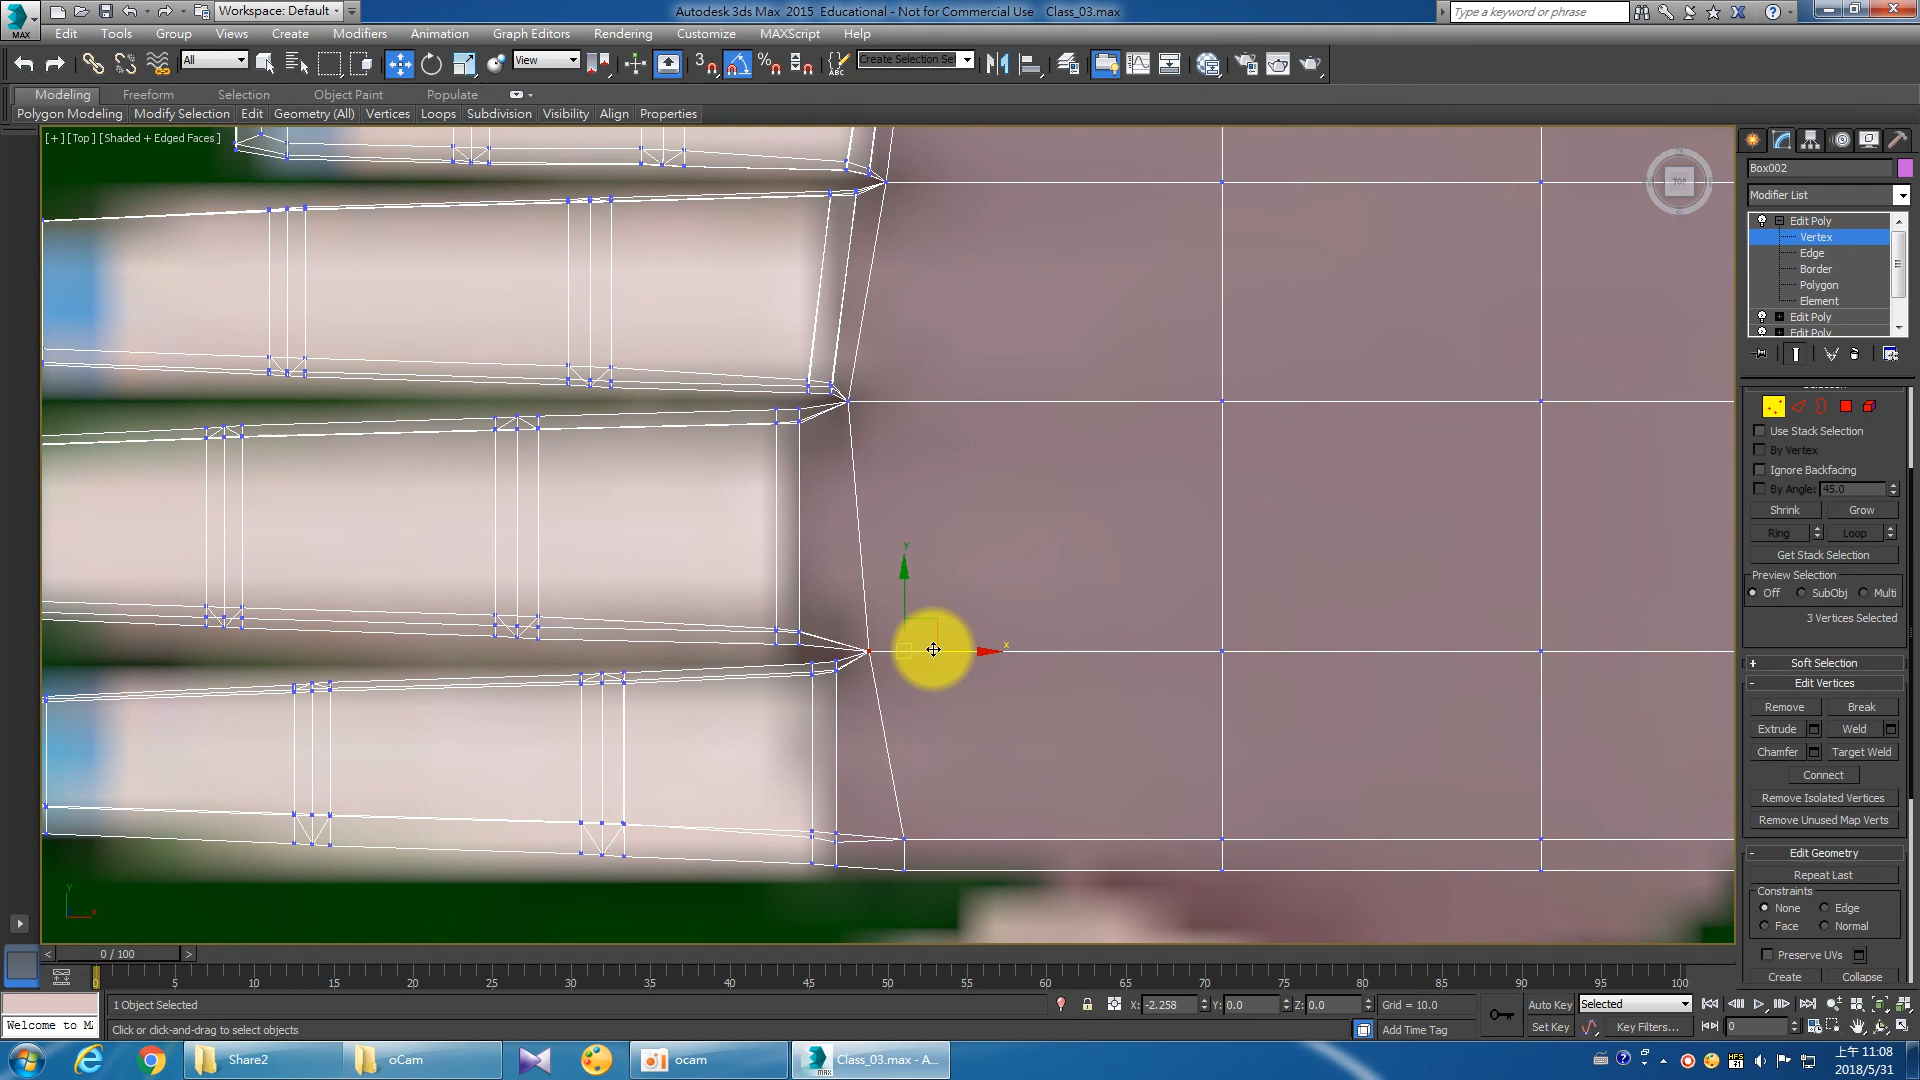 MAX
Workspace: Default
Autodesk 3ds Max 2015 Educational - Not for Commercial Use Class_03.max
Type a keyword or phrase
Edit Tools Group Views Create Modifiers Animation Graph Editors Rendering Customize MAXScript Help
All View 3 Create Selection Se
ABC
Modeling Freeform Selection Object Paint Populate
Polygon Modeling Modify Selection Edit Geometry (All) Vertices Loops Subdivision Visibility Align Properties
[+] [Top] [Shaded + Edged Faces ]
TOP
Box002
Modifier List
Edit Poly
Vertex
Edge
Border
Polygon
Element
Edit Poly
Edit Poly
Selection
Use Stack Selection
By Vertex
Ignore Backfacing
By Angle: 45.0
Shrink Grow
Ring Loop
Get Stack Selection
Preview Selection
Off SubObj Multi
3 Vertices Selected
+ Soft Selection
- Edit Vertices
Remove Break
Extrude Weld
Chamfer Target Weld
Connect
Remove Isolated Vertices
Remove Unused Map Verts
- Edit Geometry
Repeat Last
Constraints
None Edge
Face Normal
Preserve UVs
Create Collapse
y
x
y
x
< 0 / 100 >
0 5 10 15 20 25 30 35 40 45 50 55 60 65 70 75 80 85 90 95 100
1 Object Selected X: -2.258 Y: 0.0 Z: 0.0 Grid = 10.0 Auto Key Selected
Welcome to M Click or click-and-drag to select objects Add Time Tag Set Key Key Filters... 0
Share2 oCam ocam Class_03.max - A...
MAX
上午 11:08
2018/5/31